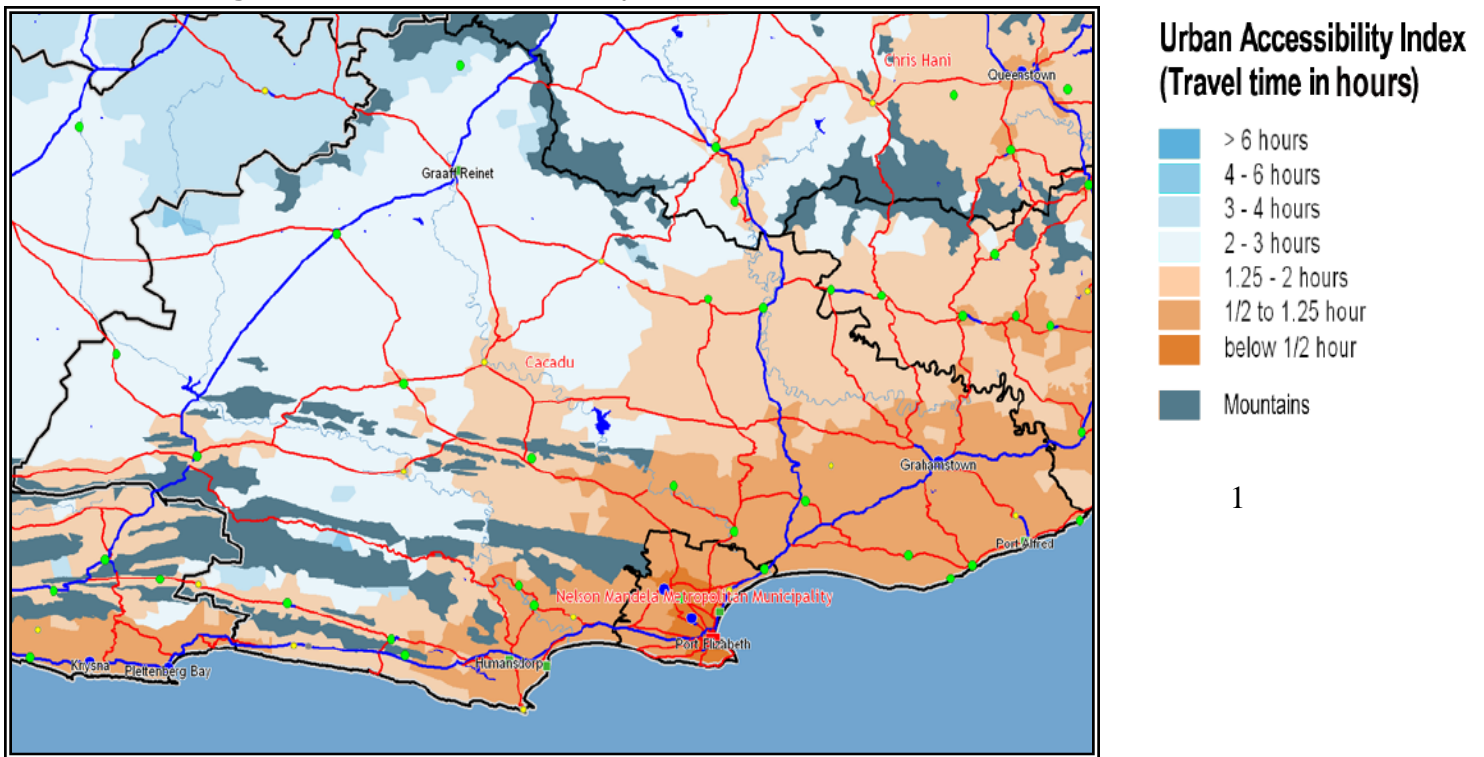 Chris Hani
Queenstown
Graaff Reinet
Cacadu
Grahamstown
Port Alfred
Nelson Mandela Metropolitan Municipality
Port Elizabeth
Humansdorp
Knysna
Plettenberg Bay
Urban Accessibility Index
(Travel time in hours)
> 6 hours
4 - 6 hours
3 - 4 hours
2 - 3 hours
1.25 - 2 hours
1/2 to 1.25 hour
below 1/2 hour
Mountains
1